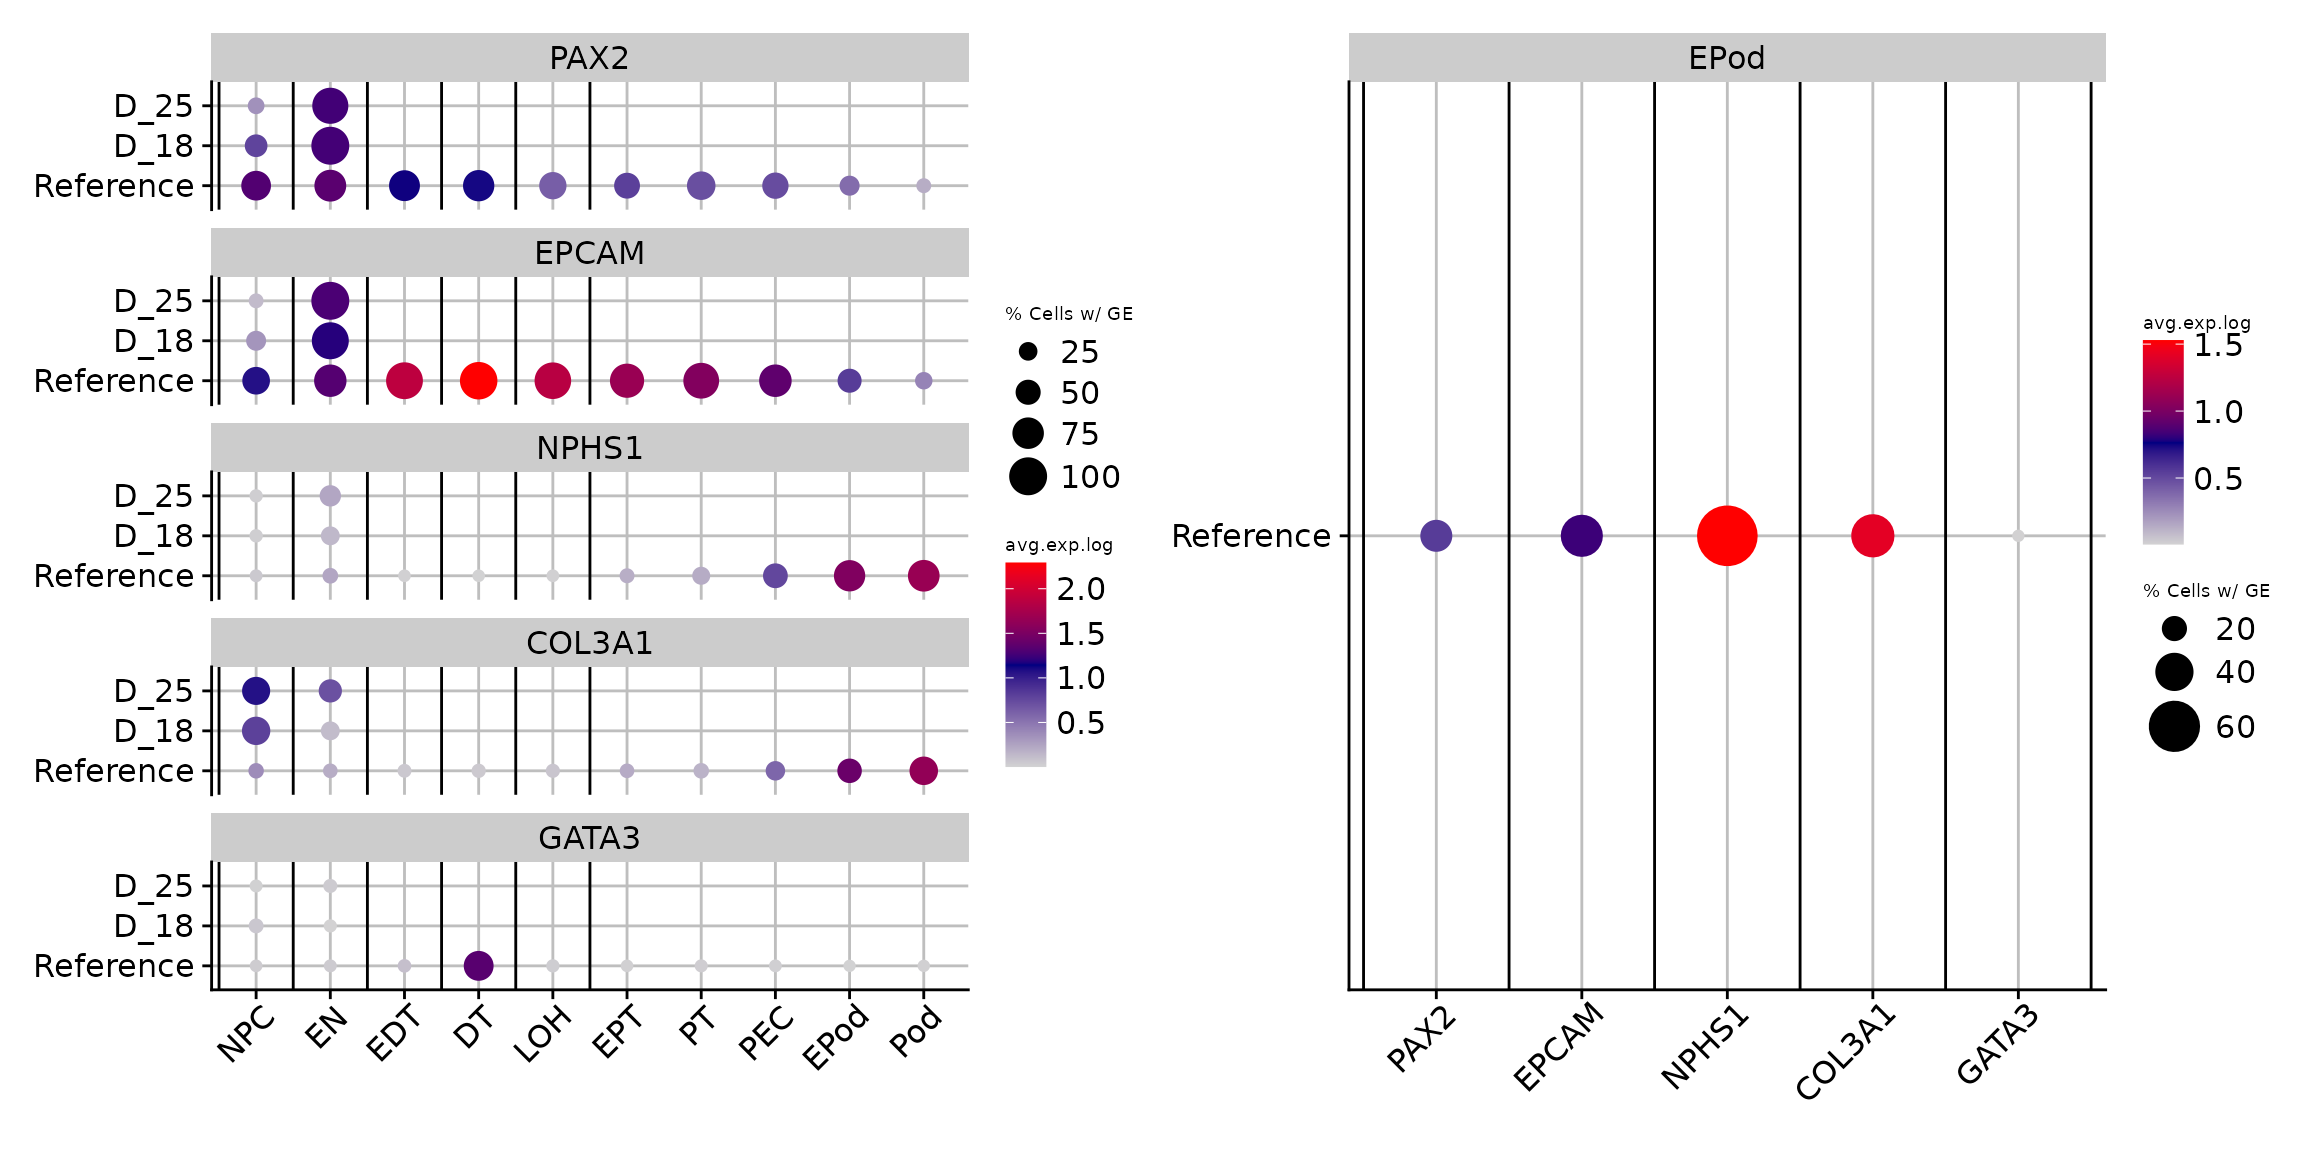 PAX2
D_25
D_18
Reference
EPCAM
D_25
D_18
Reference
NPHS1
D_25
D_18
Reference
COL3A1
D_25
D_18
Reference
GATA3
D_25
D_18
Reference
NPC
EN
EDT
DT
LOH
EPT
PT
PEC
EPod
Pod
% Cells w/ GE
25
50
75
100
avg.exp.log
2.0
1.5
1.0
0.5
EPod
Reference
PAX2
EPCAM
NPHS1
COL3A1
GATA3
avg.exp.log
1.5
1.0
0.5
% Cells w/ GE
20
40
60